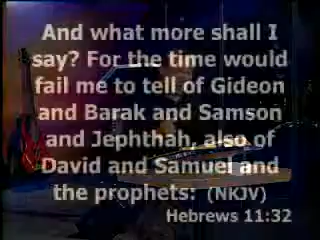 And what more shall I
say? For the time would
fail me to tell of Gideon
and Barak and Samson
and Jephthah, also of
David and Samuel and
the prophets: (NKJV)
Hebrews 11:32